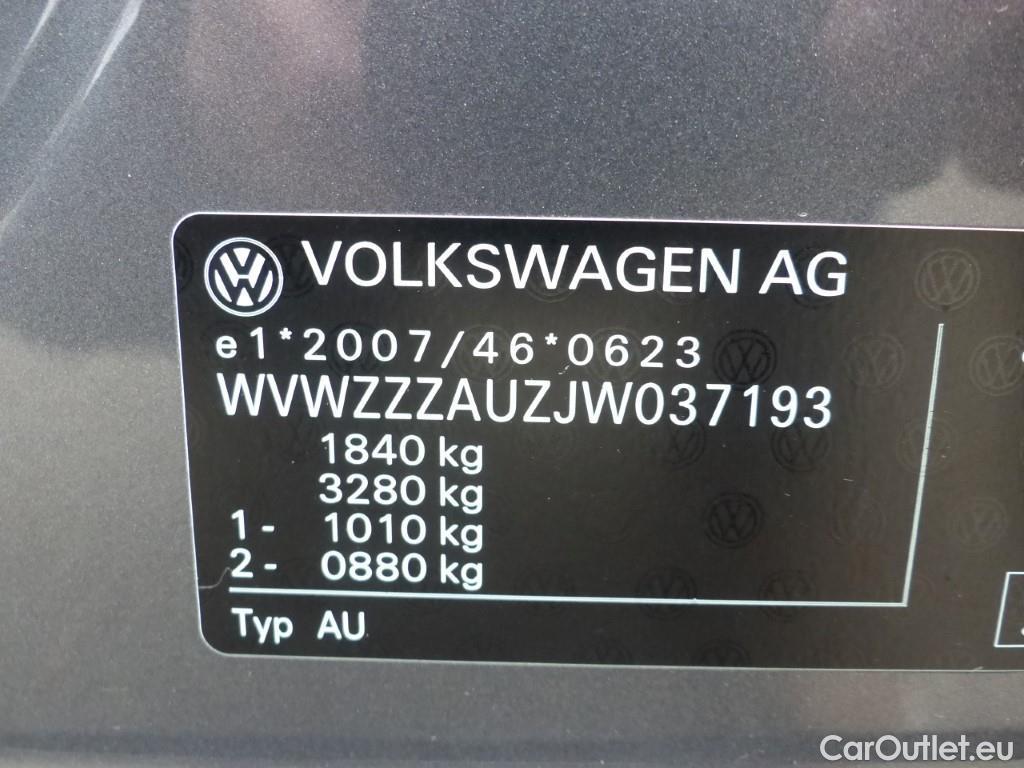 VOLKSWAGEN AG
e1*2007/46*0623
WVWZZZAUZJW037193
1840 kg
3280 kg
1- 1010 kg
2- 0880 kg
Typ AU
CarOutlet.eu